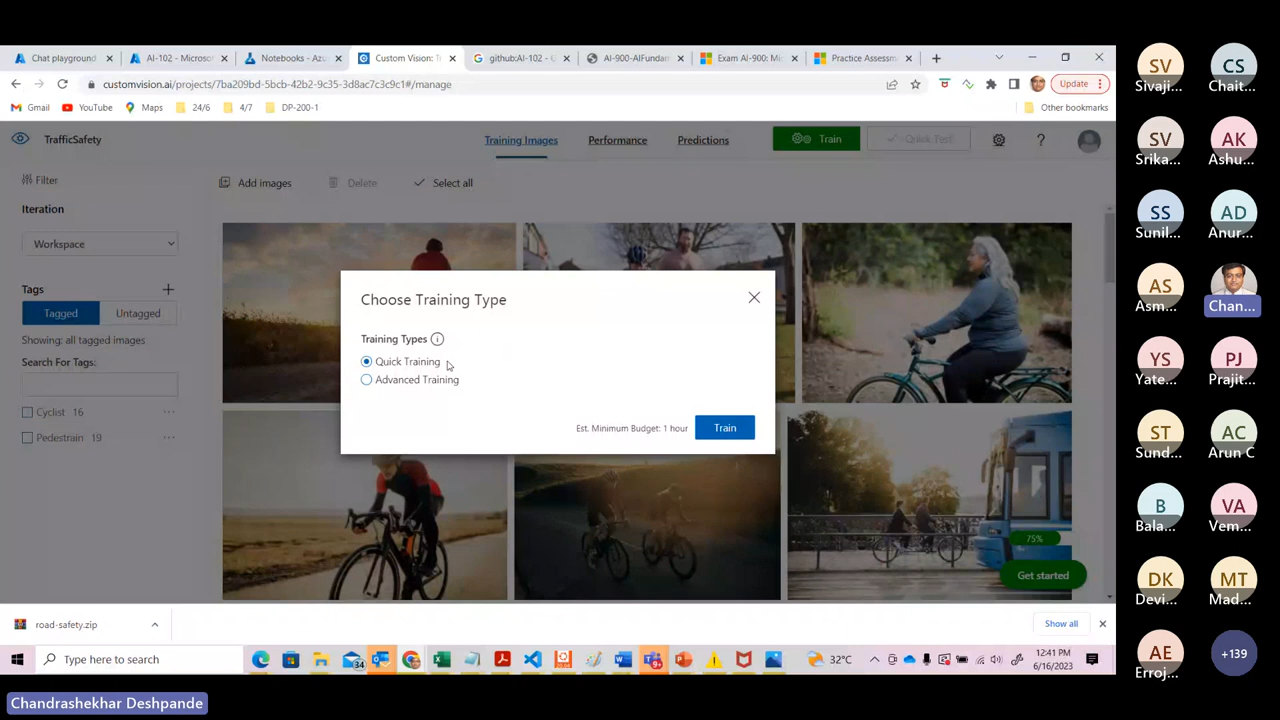 Chat playground
AI-102 - Microsof
Notebooks - Azu
Custom Vision: T
github:AI-102 - G
AI-900-AIFundam
Exam AI-900: Mi
Practice Assessm
customvision.ai/projects/7ba209bd-5bcb-42b2-9c35-3d8ac7c3c9c1#/manage
Update
Gmail
YouTube
Maps
24/6
4/7
DP-200-1
Other bookmarks
TrafficSafety
Training Images
Performance
Predictions
Train
Quick Test
?
Filter
Add images
Delete
Select all
Iteration
Workspace
Tags
Tagged
Untagged
Showing: all tagged images
Search For Tags:
Cyclist 16
Pedestrain 19
Choose Training Type
Training Types
Quick Training
Advanced Training
Est. Minimum Budget: 1 hour
Train
75%
Get started
road-safety.zip
Show all
Type here to search
34
9+
32°C
12:41 PM
6/16/2023
Chandrashekhar Deshpande
SV
Sivaji...
CS
Chait...
SV
Srika...
AK
Ashu...
SS
Sunil...
AD
Anur...
AS
Asm...
Chan...
YS
Yate...
PJ
Prajit...
ST
Sund...
AC
Arun C
B
Bala...
VA
Vem...
DK
Devi...
MT
Mad...
AE
Erroj...
+139